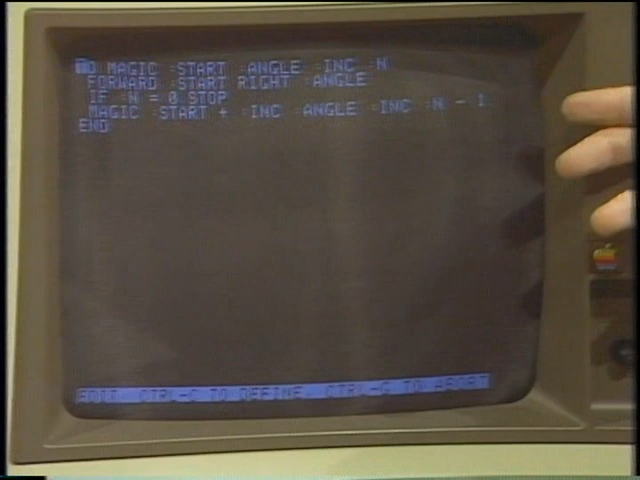 TO MAGIC :START :ANGLE :INC :N
FORWARD :START RIGHT :ANGLE
IF :N = 0 STOP
MAGIC :START + :INC :ANGLE :INC :N - 1
END
EDIT: CTRL-C TO DEFINE, CTRL-G TO ABORT